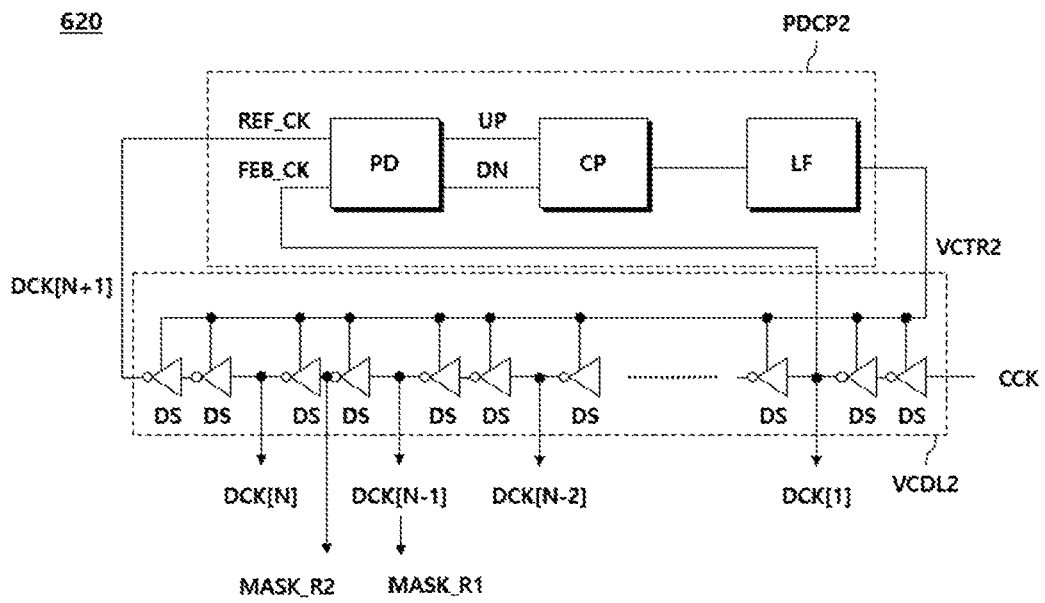 620
PDCP2
REF_CK
UP
FEB_CK
PD
DN
CP
LF
VCTR2
DCK[N+1]
CCK
DS DS DS DS DS DS DS DS DS DS
DCK[N] DCK[N-1] DCK[N-2] DCK[1] VCDL2
MASK_R2 MASK_R1